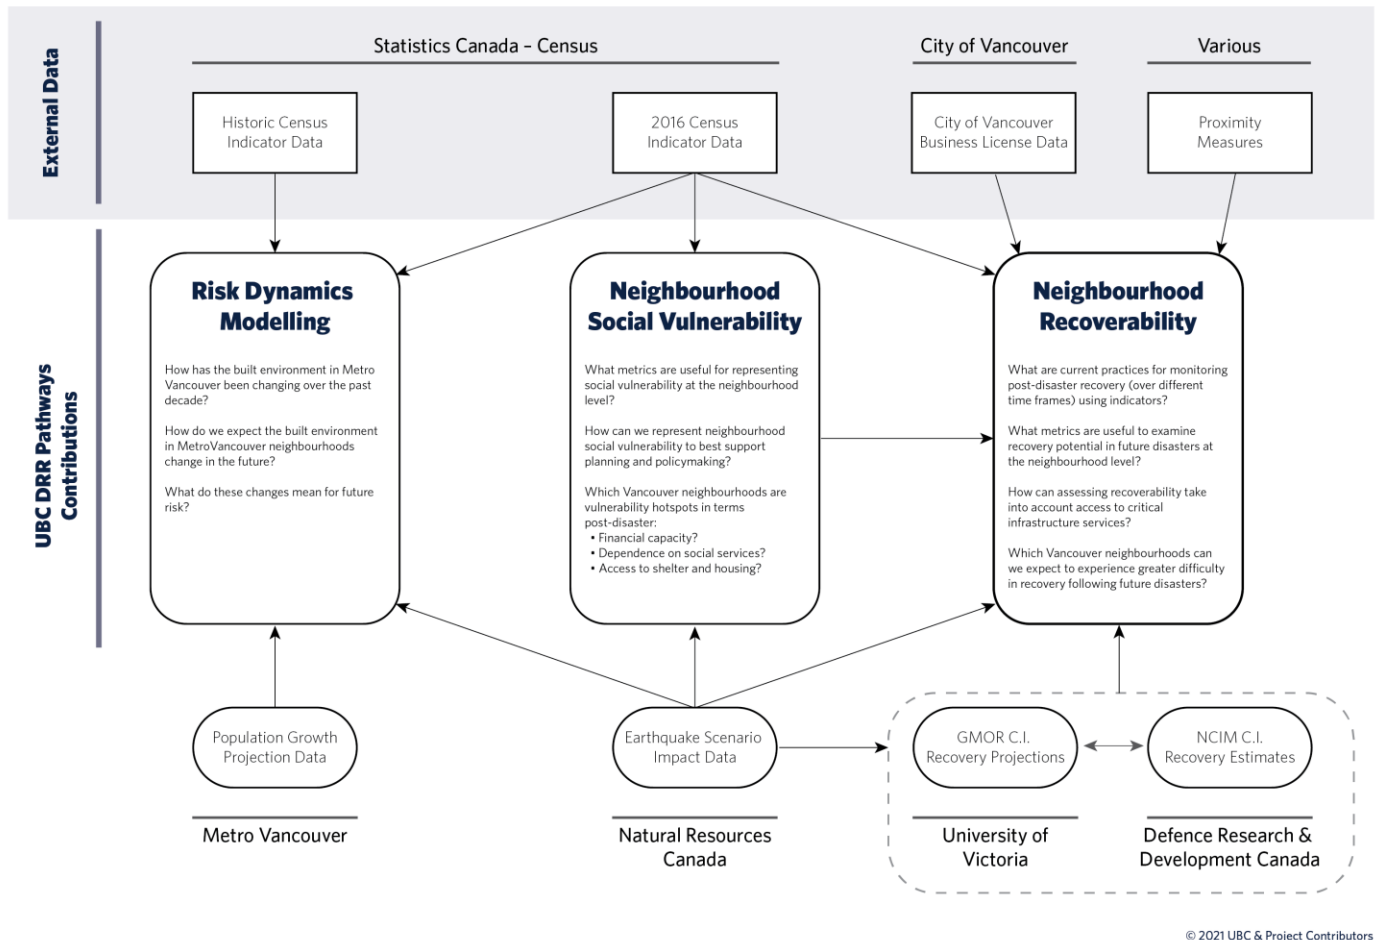 External Data
Statistics Canada – Census
City of Vancouver
Various
Historic Census
Indicator Data
2016 Census
Indicator Data
City of Vancouver
Business License Data
Proximity
Measures
UBC DRR Pathways
Contributions
Risk Dynamics
Modelling
How has the built environment in Metro
Vancouver been changing over the past
decade?
How do we expect the built environment
in MetroVancouver neighbourhoods
change in the future?
What do these changes mean for future
risk?
Neighbourhood
Social Vulnerability
What metrics are useful for representing
social vulnerability at the neighbourhood
level?
How can we represent neighbourhood
social vulnerability to best support
planning and policymaking?
Which Vancouver neighbourhoods are
vulnerability hotspots in terms
post-disaster:
• Financial capacity?
• Dependence on social services?
• Access to shelter and housing?
Neighbourhood
Recoverability
What are current practices for monitoring
post-disaster recovery (over different
time frames) using indicators?
What metrics are useful to examine
recovery potential in future disasters at
the neighbourhood level?
How can assessing recoverability take
into account access to critical
infrastructure services?
Which Vancouver neighbourhoods can
we expect to experience greater difficulty
in recovery following future disasters?
Population Growth
Projection Data
Earthquake Scenario
Impact Data
GMOR C.I.
Recovery Projections
NCIM C.I.
Recovery Estimates
Metro Vancouver
Natural Resources
Canada
University of
Victoria
Defence Research &
Development Canada
© 2021 UBC & Project Contributors